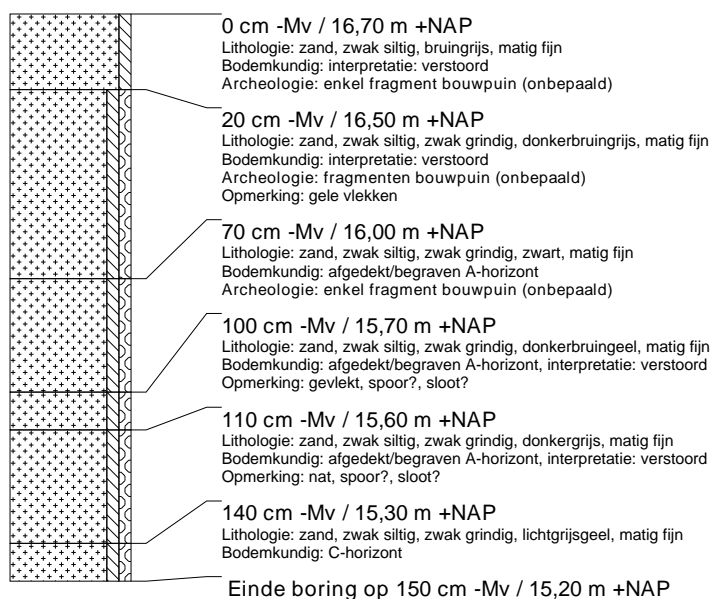 0 cm -Mv / 16,70 m +NAP
Lithologie: zand, zwak siltig, bruingrijs, matig fijn
Bodemkundig: interpretatie: verstoord
Archeologie: enkel fragment bouwpuin (onbepaald)
20 cm -Mv / 16,50 m +NAP
Lithologie: zand, zwak siltig, zwak grindig, donkerbruingrijs, matig fijn
Bodemkundig: interpretatie: verstoord
Archeologie: fragmenten bouwpuin (onbepaald)
Opmerking: gele vlekken
70 cm -Mv / 16,00 m +NAP
Lithologie: zand, zwak siltig, zwak grindig, zwart, matig fijn
Bodemkundig: afgedekt/begraven A-horizont
Archeologie: enkel fragment bouwpuin (onbepaald)
100 cm -Mv / 15,70 m +NAP
Lithologie: zand, zwak siltig, zwak grindig, donkerbruingeel, matig fijn
Bodemkundig: afgedekt/begraven A-horizont, interpretatie: verstoord
Opmerking: gevlekt, spoor?, sloot?
110 cm -Mv / 15,60 m +NAP
Lithologie: zand, zwak siltig, zwak grindig, donkergrijs, matig fijn
Bodemkundig: afgedekt/begraven A-horizont, interpretatie: verstoord
Opmerking: nat, spoor?, sloot?
140 cm -Mv / 15,30 m +NAP
Lithologie: zand, zwak siltig, zwak grindig, lichtgrijsgeel, matig fijn
Bodemkundig: C-horizont
Einde boring op 150 cm -Mv / 15,20 m +NAP